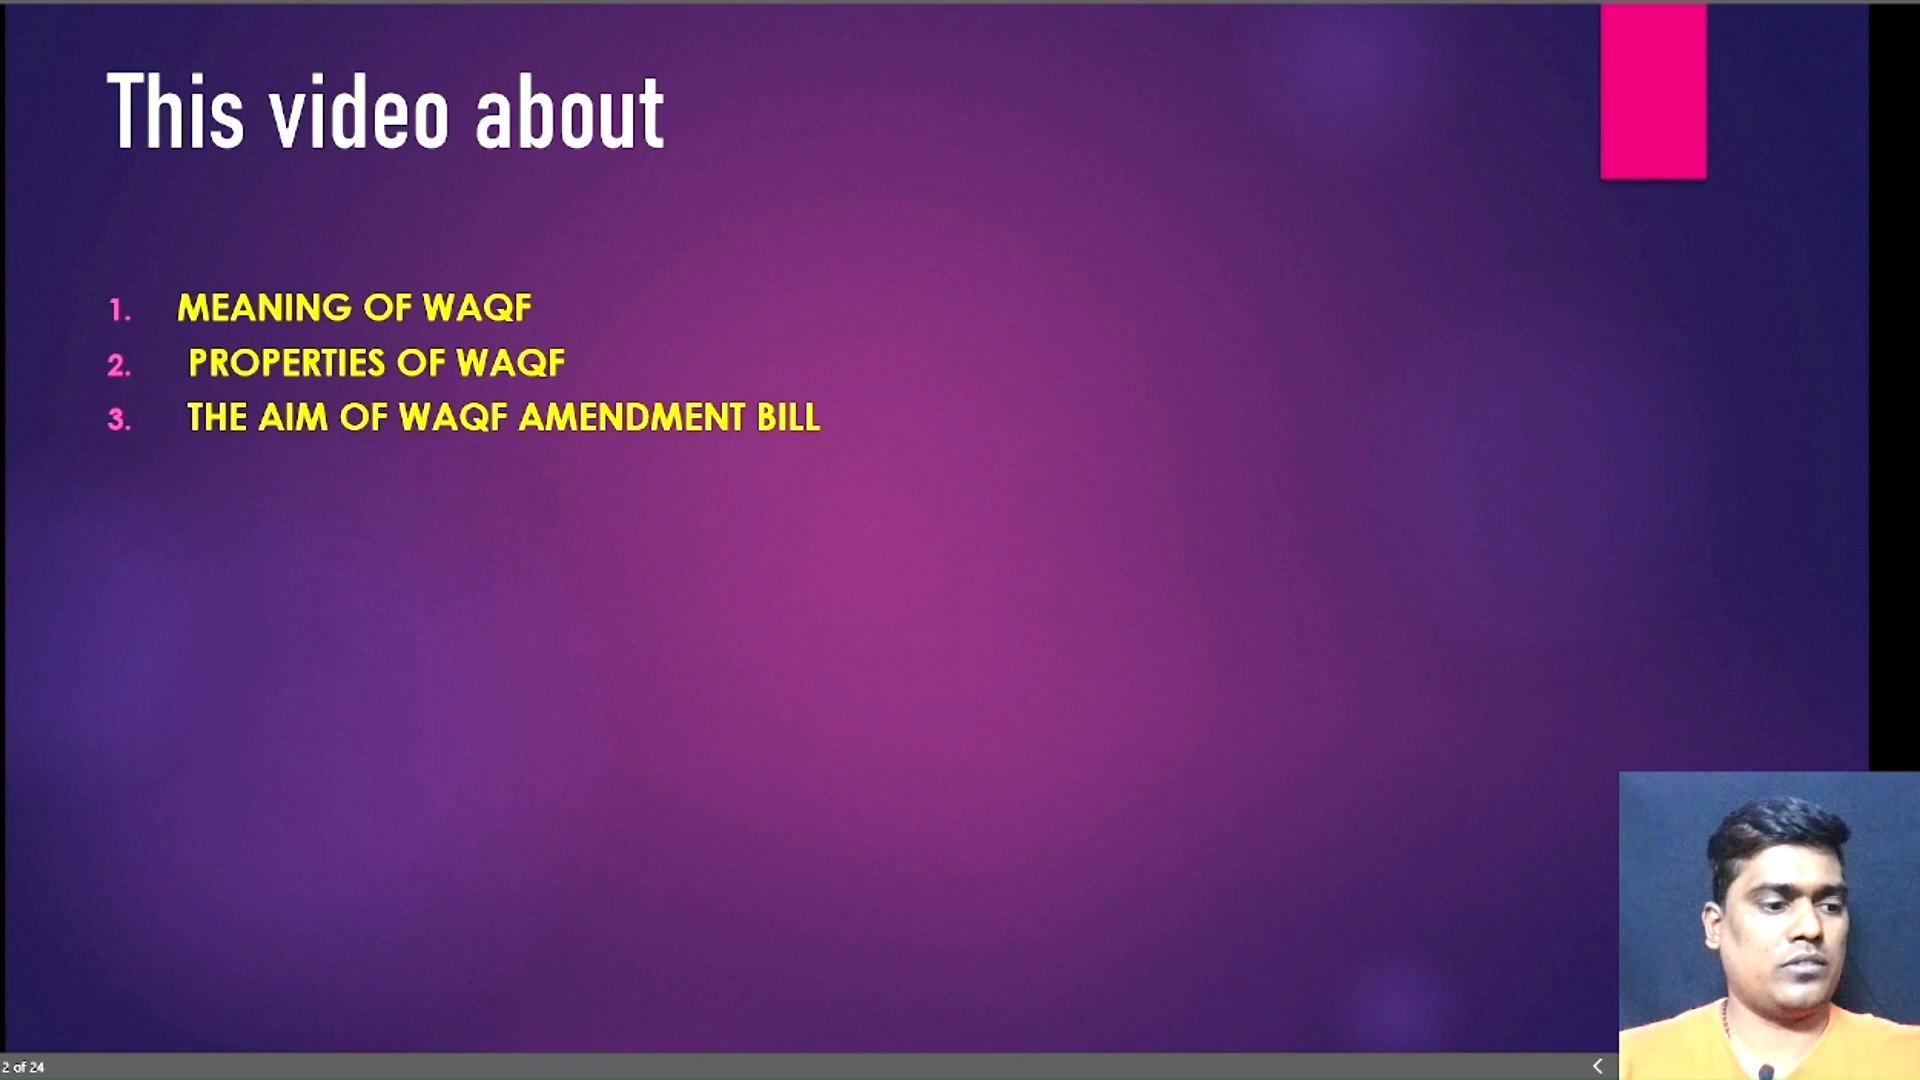 This video about
1. MEANING OF WAQF
2. PROPERTIES OF WAQF
3. THE AIM OF WAQF AMENDMENT BILL
2 of 24